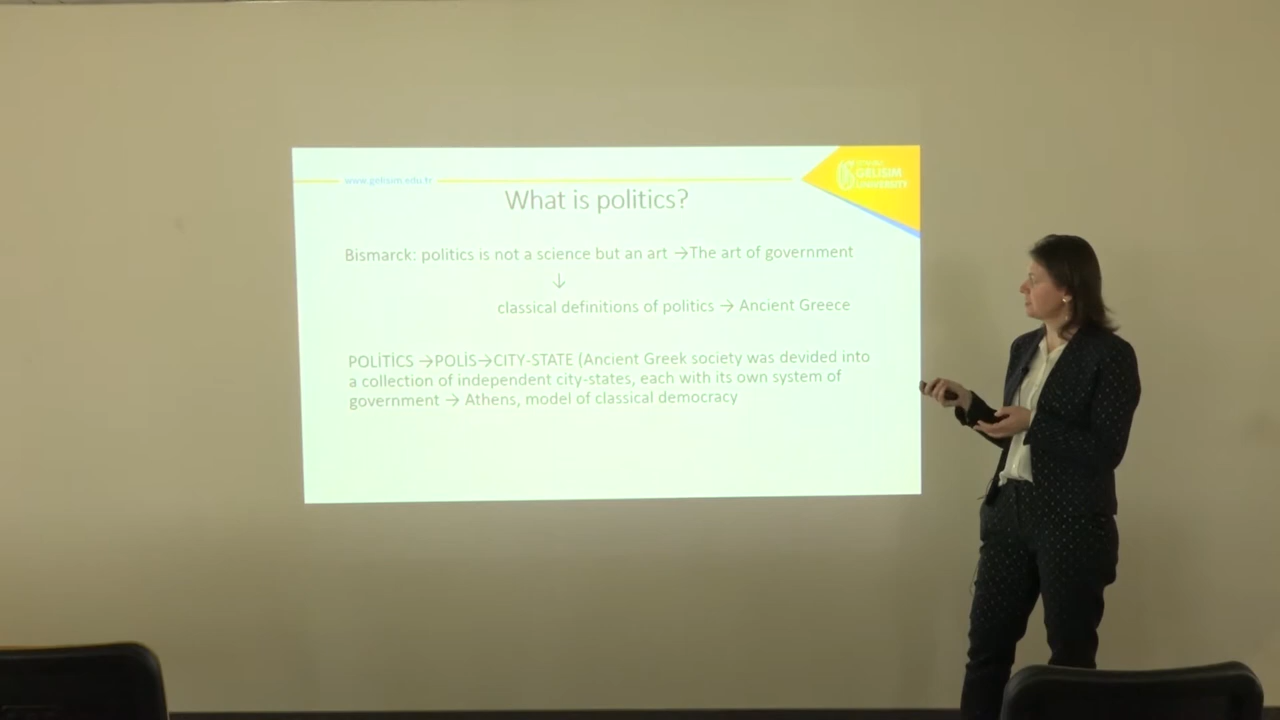 www.gelisim.edu.tr
GELISIM
UNIVERSITY
What is politics?
Bismarck: politics is not a science but an art →The art of government
↓
classical definitions of politics → Ancient Greece
POLİTİCS →POLİS→CITY-STATE (Ancient Greek society was devided into
a collection of independent city-states, each with its own system of
government → Athens, model of classical democracy